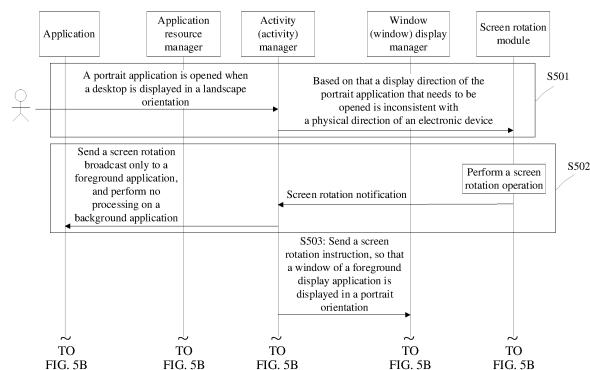 Application
Application
resource
manager
Activity
(activity)
manager
Window
(window) display
manager
Screen rotation
module
S501
A portrait application is opened when
a desktop is displayed in a landscape
orientation
Based on that a display direction of the
portrait application that needs to be
opened is inconsistent with
a physical direction of an electronic device
S502
Send a screen rotation
broadcast only to a
foreground application,
and perform no
processing on a
background application
Perform a screen
rotation operation
Screen rotation notification
S503: Send a screen
rotation instruction, so that
a window of a foreground
display application is
displayed in a portrait
orientation
~
TO
FIG. 5B
~
TO
FIG. 5B
~
TO
FIG. 5B
~
TO
FIG. 5B
~
TO
FIG. 5B